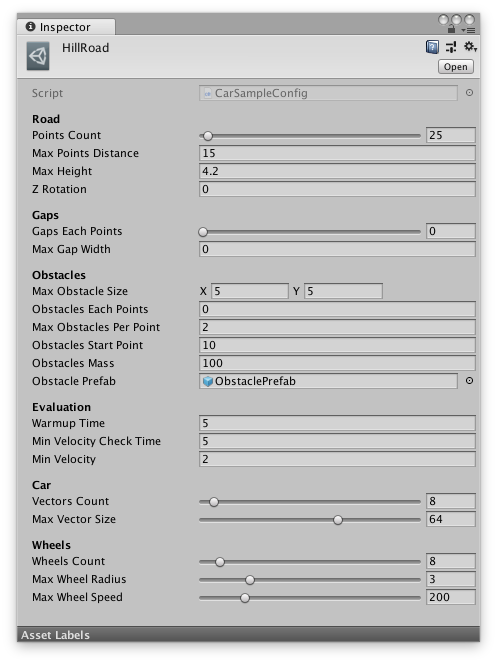 Inspector
HillRoad
Open
Script CarSampleConfig
Road
Points Count 25
Max Points Distance 15
Max Height 4.2
Z Rotation 0
Gaps
Gaps Each Points 0
Max Gap Width 0
Obstacles
Max Obstacle Size X 5 Y 5
Obstacles Each Points 0
Max Obstacles Per Point 2
Obstacles Start Point 10
Obstacles Mass 100
Obstacle Prefab ObstaclePrefab
Evaluation
Warmup Time 5
Min Velocity Check Time 5
Min Velocity 2
Car
Vectors Count 8
Max Vector Size 64
Wheels
Wheels Count 8
Max Wheel Radius 3
Max Wheel Speed 200
Asset Labels